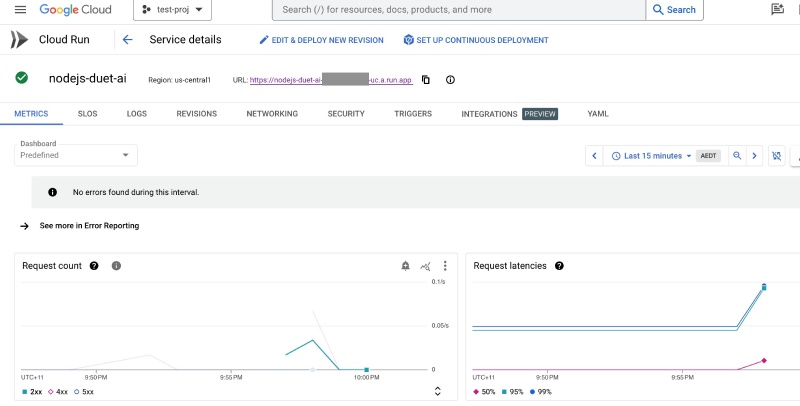 Google Cloud
test-proj
Search (/) for resources, docs, products, and more
Search
Cloud Run
Service details
EDIT & DEPLOY NEW REVISION
SET UP CONTINUOUS DEPLOYMENT
nodejs-duet-ai
Region: us-central1
URL: https://nodejs-duet-ai- -uc.a.run.app
METRICS SLOS LOGS REVISIONS NETWORKING SECURITY TRIGGERS INTEGRATIONS PREVIEW YAML
Dashboard
Predefined
Last 15 minutes AEDT
No errors found during this interval.
See more in Error Reporting
Request count
0.1/s
0.05/s
0
UTC+11 9:50 PM 9:55 PM 10:00 PM
2xx 4xx 5xx
Request latencies
UTC+11 9:50 PM 9:55 PM
50% 95% 99%